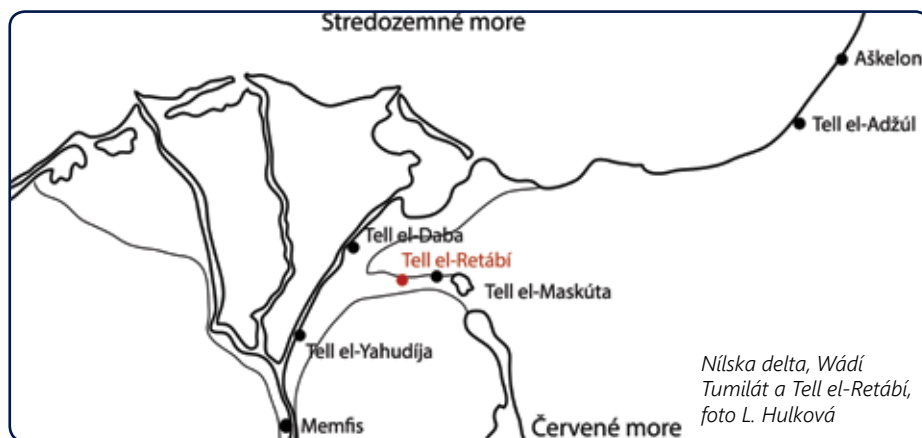 Stredozemné more
Aškelon
Tell el-Adžúl
Tell el-Daba
Tell el-Retábí
Tell el-Maskúta
Tell el-Yahudíja
Nílska delta, Wádí
Tumilát a Tell el-Retábí,
foto L. Hulková
Memfis
Červené more